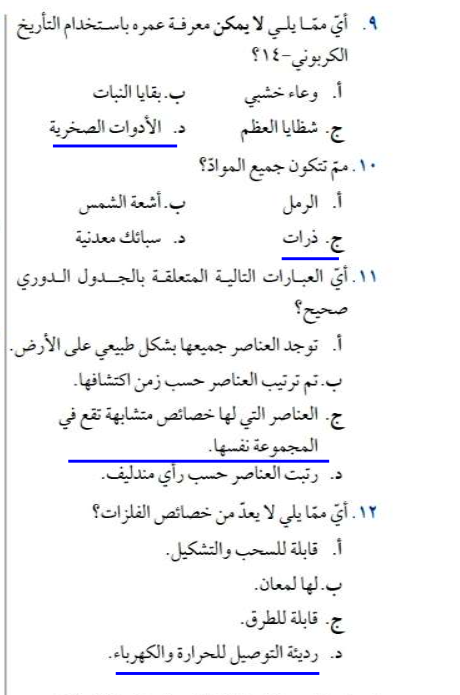 ٩. أيّ ممّا يلي لا يمكن معرفة عمره باستخدام التأريخ
الكربوني-١٤؟
أ. وعاء خشبي ب. بقايا النبات
ج. شظايا العظم د. الأدوات الصخرية
١٠. ممّ تتكون جميع الموادّ؟
أ. الرمل ب. أشعة الشمس
ج. ذرات د. سبائك معدنية
١١. أيّ العبارات التالية المتعلقة بالجدول الدوري
صحيح؟
أ. توجد العناصر جميعها بشكل طبيعي على الأرض.
ب. تم ترتيب العناصر حسب زمن اكتشافها.
ج. العناصر التي لها خصائص متشابهة تقع في
المجموعة نفسها.
د. رتبت العناصر حسب رأي مندليف.
١٢. أيّ ممّا يلي لا يعدّ من خصائص الفلزات؟
أ. قابلة للسحب والتشكيل.
ب. لها لمعان.
ج. قابلة للطرق.
د. رديئة التوصيل للحرارة والكهرباء.